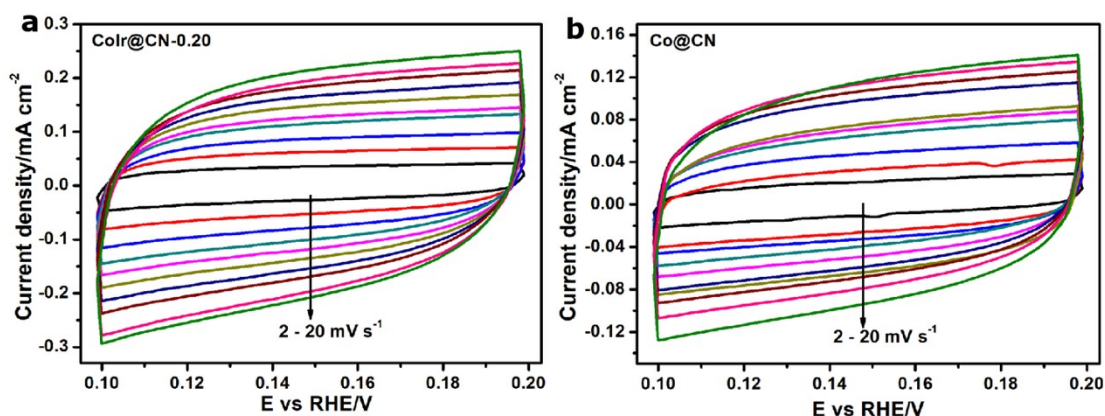 a
CoIr@CN-0.20
Current density/mA cm-2
0.3
0.2
0.1
0.0
-0.1
-0.2
-0.3
2 - 20 mV s-1
0.10 0.12 0.14 0.16 0.18 0.20
E vs RHE/V
b
Co@CN
Current density/mA cm-2
0.16
0.12
0.08
0.04
0.00
-0.04
-0.08
-0.12
2 - 20 mV s-1
0.10 0.12 0.14 0.16 0.18 0.20
E vs RHE/V